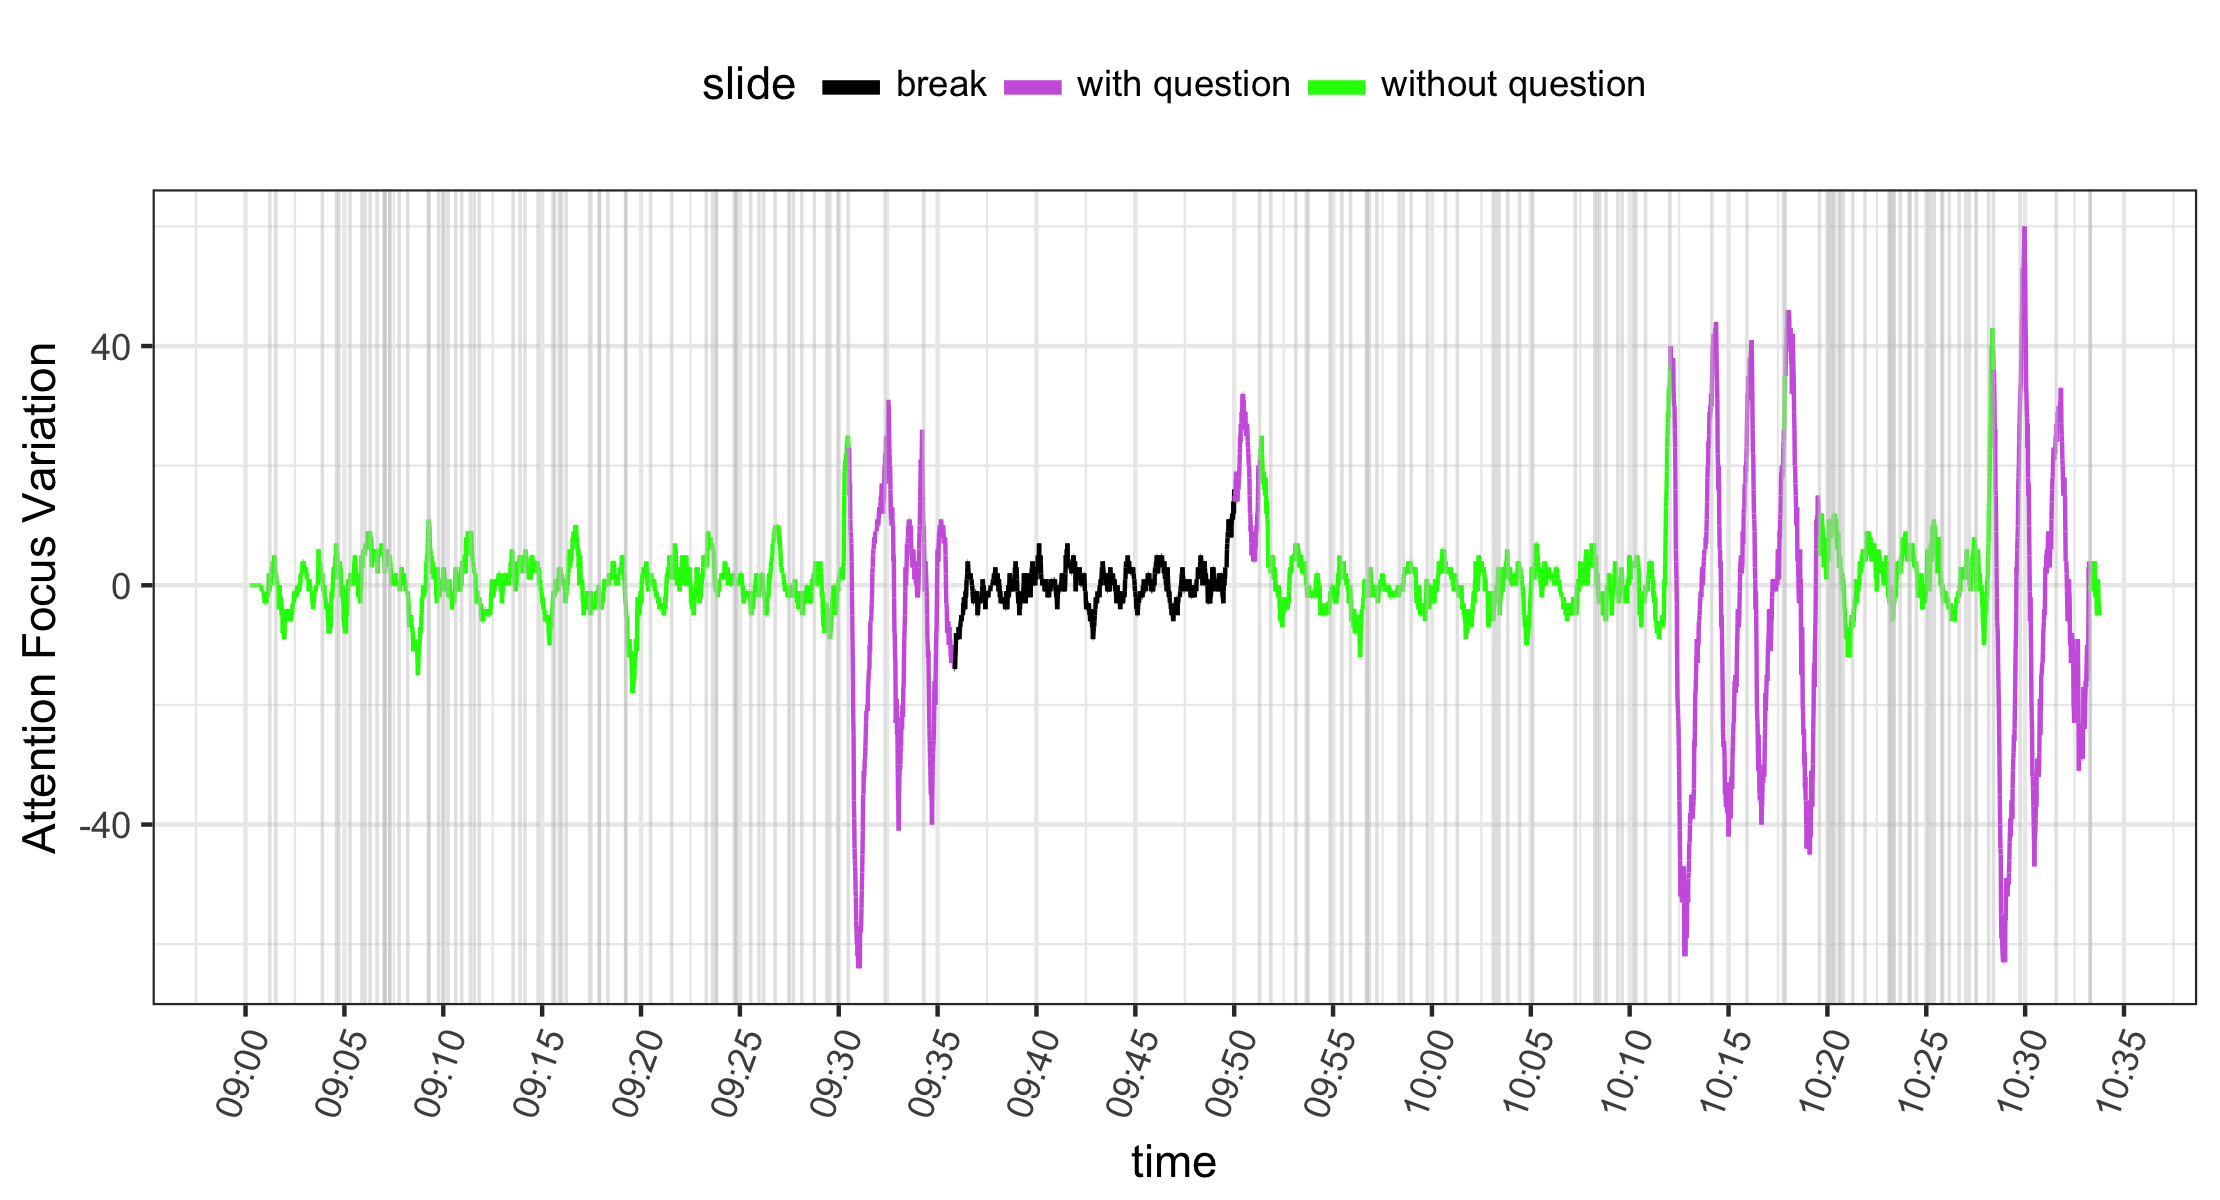 slide break with question without question
Attention Focus Variation
40
0
-40
09:00 09:05 09:10 09:15 09:20 09:25 09:30 09:35 09:40 09:45 09:50 09:55 10:00 10:05 10:10 10:15 10:20 10:25 10:30 10:35
time